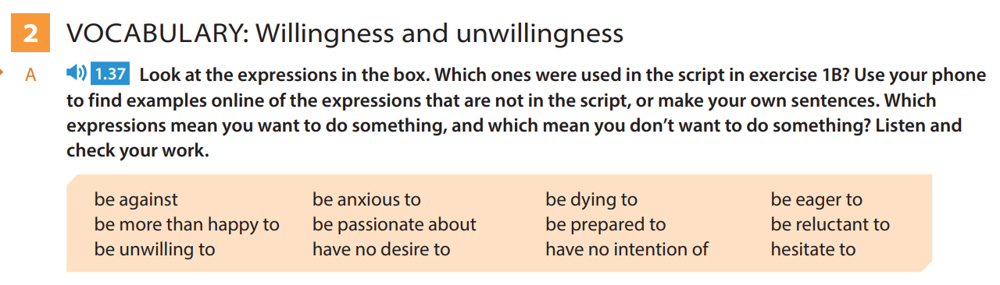 2 VOCABULARY: Willingness and unwillingness
A 1.37 Look at the expressions in the box. Which ones were used in the script in exercise 1B? Use your phone
to find examples online of the expressions that are not in the script, or make your own sentences. Which
expressions mean you want to do something, and which mean you don’t want to do something? Listen and
check your work.
be against be anxious to be dying to be eager to
be more than happy to be passionate about be prepared to be reluctant to
be unwilling to have no desire to have no intention of hesitate to